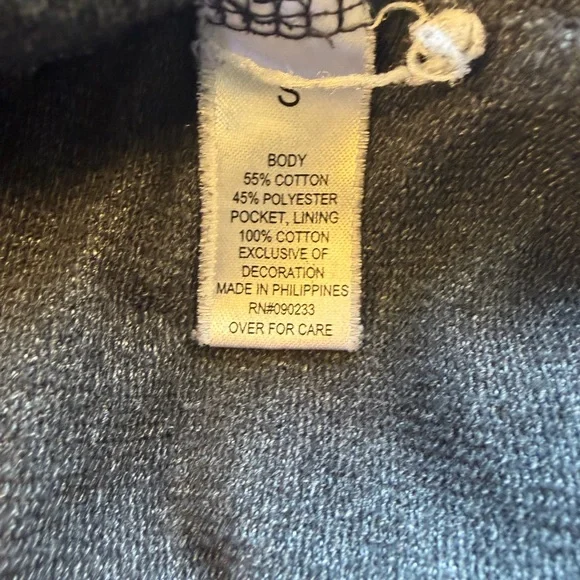 S
BODY
55% COTTON
45% POLYESTER
POCKET, LINING
100% COTTON
EXCLUSIVE OF
DECORATION
MADE IN PHILIPPINES
RN#090233
OVER FOR CARE